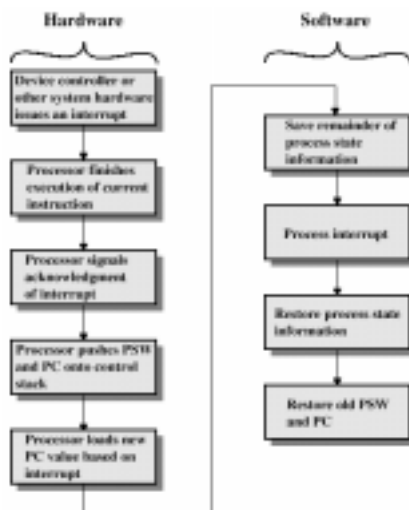 Hardware
Device controller or
other system hardware
issues an interrupt
Processor finishes
execution of current
instruction
Processor signals
acknowledgment
of interrupt
Processor pushes PSW
and PC onto control
stack
Processor loads new
PC value based on
interrupt
Software
Save remainder of
process state
information
Process interrupt
Restore process state
information
Restore old PSW
and PC